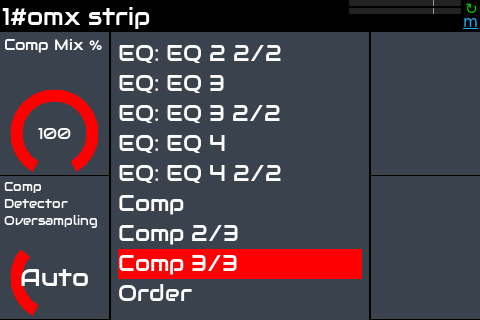 1#omx strip
m
Comp Mix %
100
Comp
Detector
Oversampling
Auto
EQ: EQ 2 2/2
EQ: EQ 3
EQ: EQ 3 2/2
EQ: EQ 4
EQ: EQ 4 2/2
Comp
Comp 2/3
Comp 3/3
Order